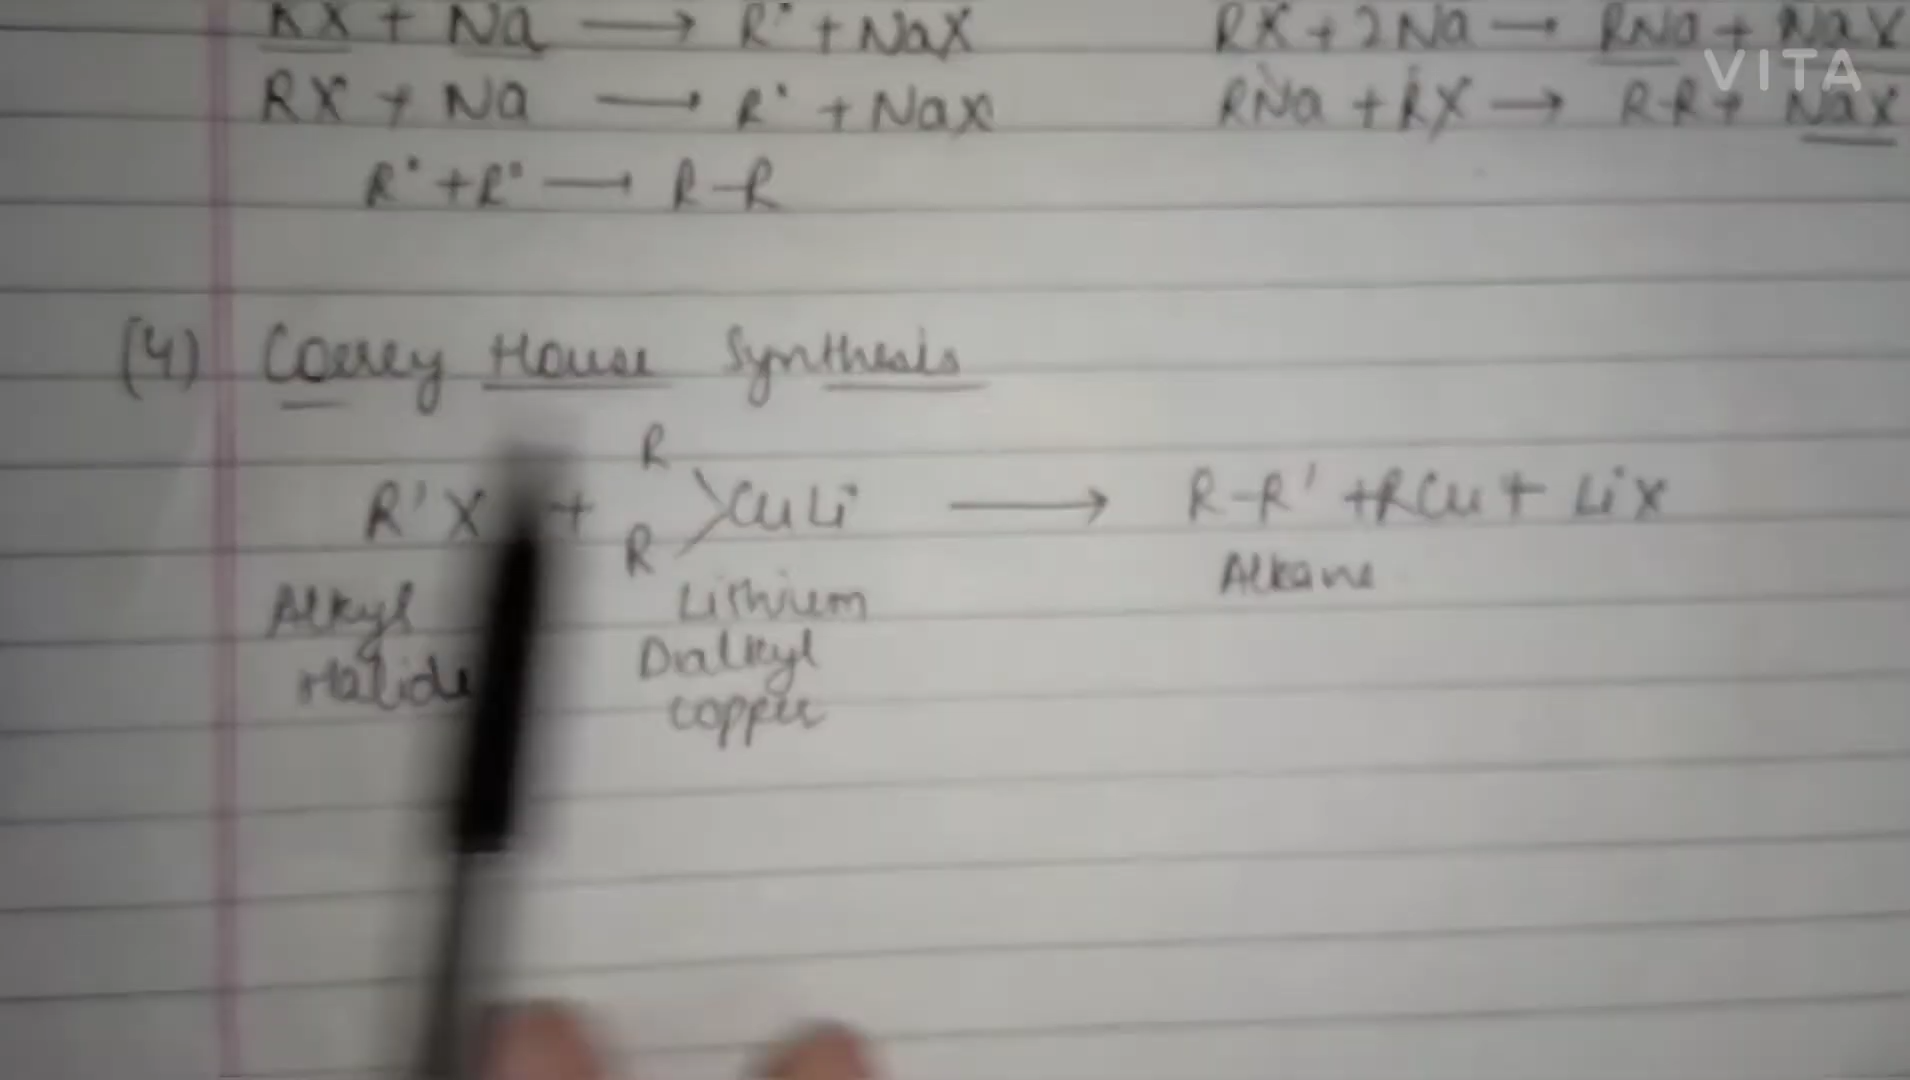 RX + Na ⟶ R• + NaX
RX + 2Na ⟶ RNa + NaX
VITA
RX + Na ⟶ R• + NaX
RNa + RX ⟶ R-R + NaX
R• + R• ⟶ R-R
(4) Correy House Synthesis
R
R'X + >CuLi ⟶ R-R' + RCu + LiX
R
Alkyl
Halide
Lithium
Dialkyl
copper
Alkane